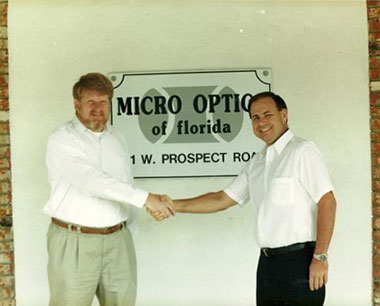 MICRO OPTIC
of florida
1 W. PROSPECT ROA